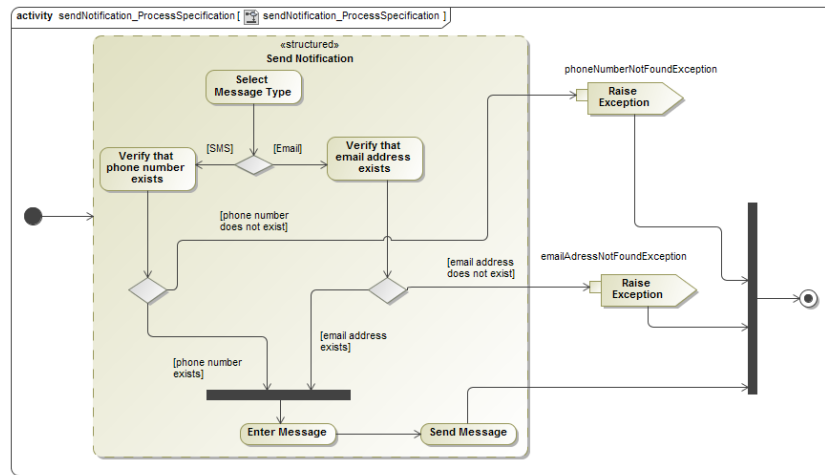 activity sendNotification_ProcessSpecification [ sendNotification_ProcessSpecification ]
«structured»
Send Notification
Select
Message Type
[SMS]
[Email]
Verify that
phone number
exists
Verify that
email address
exists
[phone number
does not exist]
[email address
does not exist]
[phone number
exists]
[email address
exists]
Enter Message
Send Message
phoneNumberNotFoundException
Raise
Exception
emailAdressNotFoundException
Raise
Exception